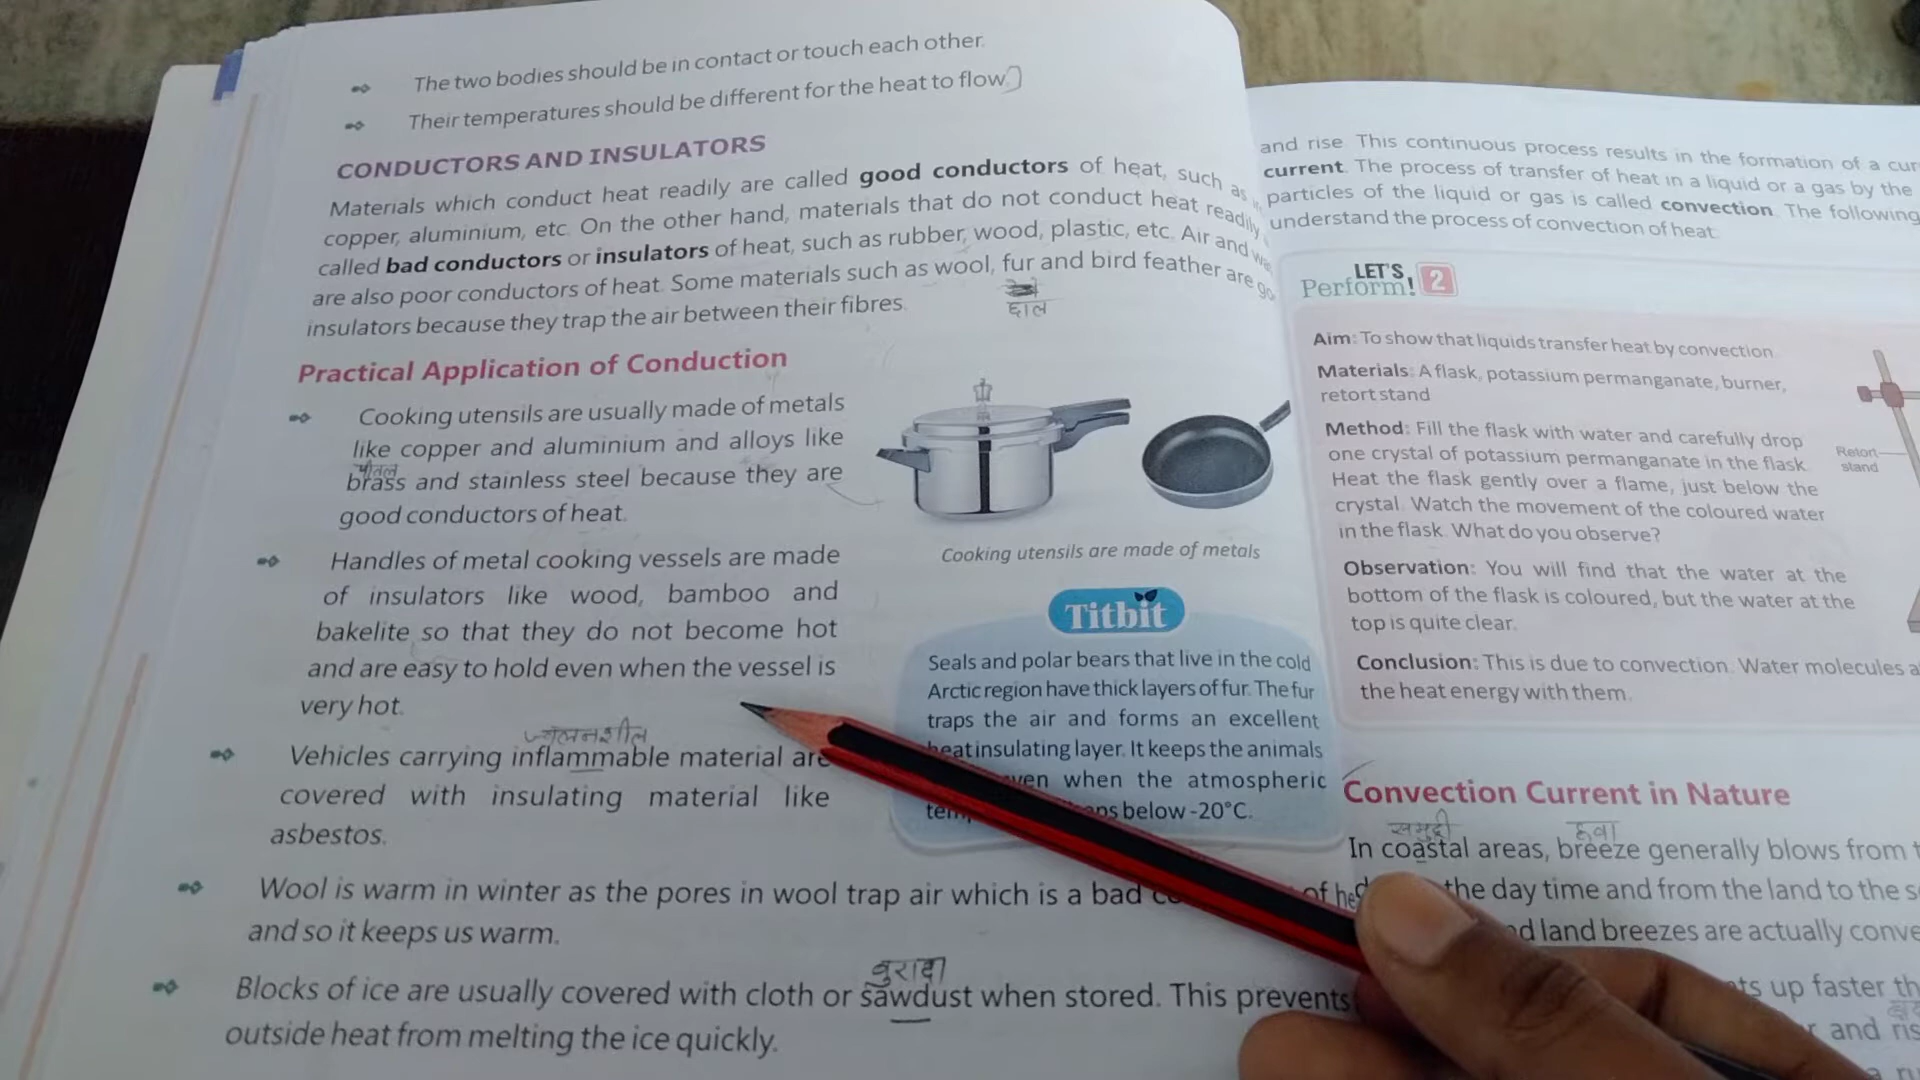 The two bodies should be in contact or touch each other.
Their temperatures should be different for the heat to flow.
CONDUCTORS AND INSULATORS
Materials which conduct heat readily are called good conductors of heat, such as
copper, aluminium, etc. On the other hand, materials that do not conduct heat readily
called bad conductors or insulators of heat, such as rubber, wood, plastic, etc. Air and
are also poor conductors of heat. Some materials such as wool, fur and bird feather are
insulators because they trap the air between their fibres.
छाल
Practical Application of Conduction
Cooking utensils are usually made of metals
like copper and aluminium and alloys like
पीतल
brass and stainless steel because they are
good conductors of heat.
Handles of metal cooking vessels are made
of insulators like wood, bamboo and
bakelite so that they do not become hot
and are easy to hold even when the vessel is
very hot.
ज्वलनशील
Vehicles carrying inflammable material are
covered with insulating material like
asbestos.
Wool is warm in winter as the pores in wool trap air which is a bad of
and so it keeps us warm.
बुरादा
Blocks of ice are usually covered with cloth or sawdust when stored. This prevents
outside heat from melting the ice quickly.
Cooking utensils are made of metals
Titbit
Seals and polar bears that live in the cold
Arctic region have thick layers of fur. The fur
traps the air and forms an excellent
heat insulating layer. It keeps the animals
when the atmospheric
below -20°C.
and rise This continuous process results in the formation of a
current. The process of transfer of heat in a liquid or a gas by the
particles of the liquid or gas is called convection. The following
understand the process of convection of heat.
LET'S
Perform! 2
Aim: To show that liquids transfer heat by convection.
Materials: A flask, potassium permanganate, burner,
retort stand
Method: Fill the flask with water and carefully drop
one crystal of potassium permanganate in the flask.
Heat the flask gently over a flame, just below the
crystal. Watch the movement of the coloured water
in the flask. What do you observe?
Observation: You will find that the water at the
bottom of the flask is coloured, but the water at the
top is quite clear.
Conclusion: This is due to convection. Water molecules
the heat energy with them.
Retort
stand
Convection Current in Nature
समुद्री हवा
In coastal areas, breeze generally blows from
the day time and from the land to the
land breezes are actually
up faster
and